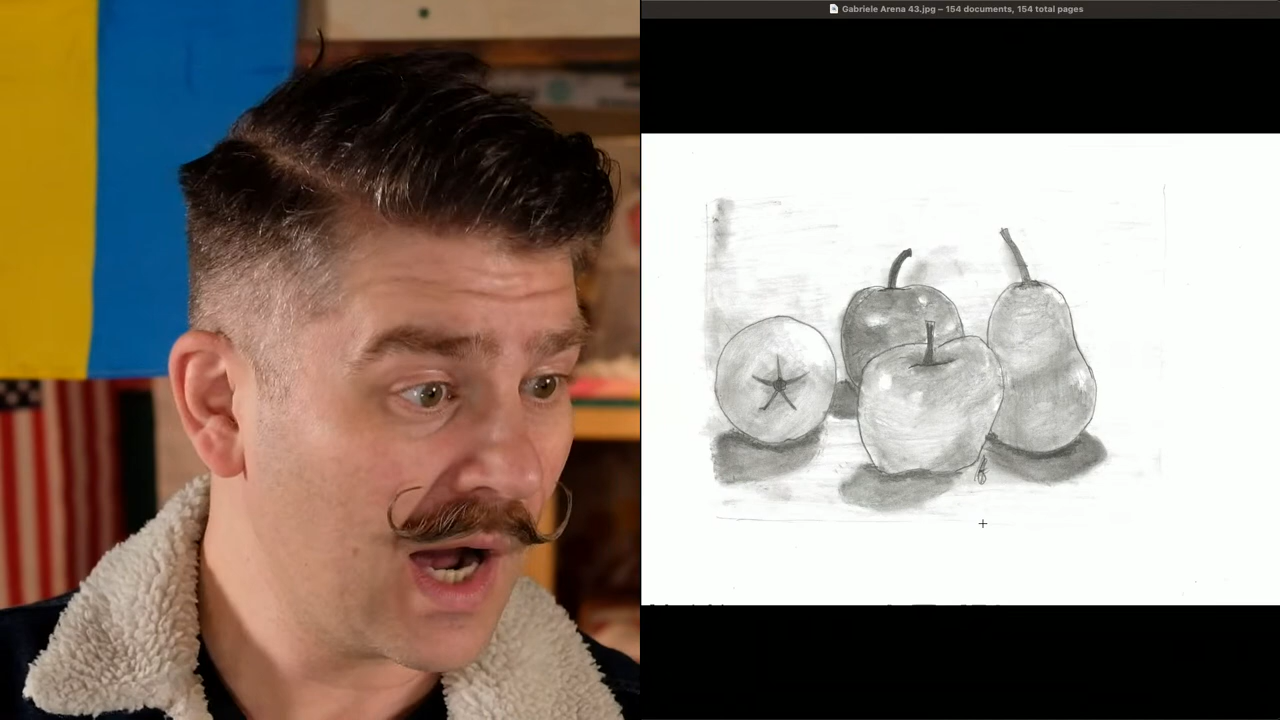 Gabriele Arena 43.jpg – 154 documents, 154 total pages